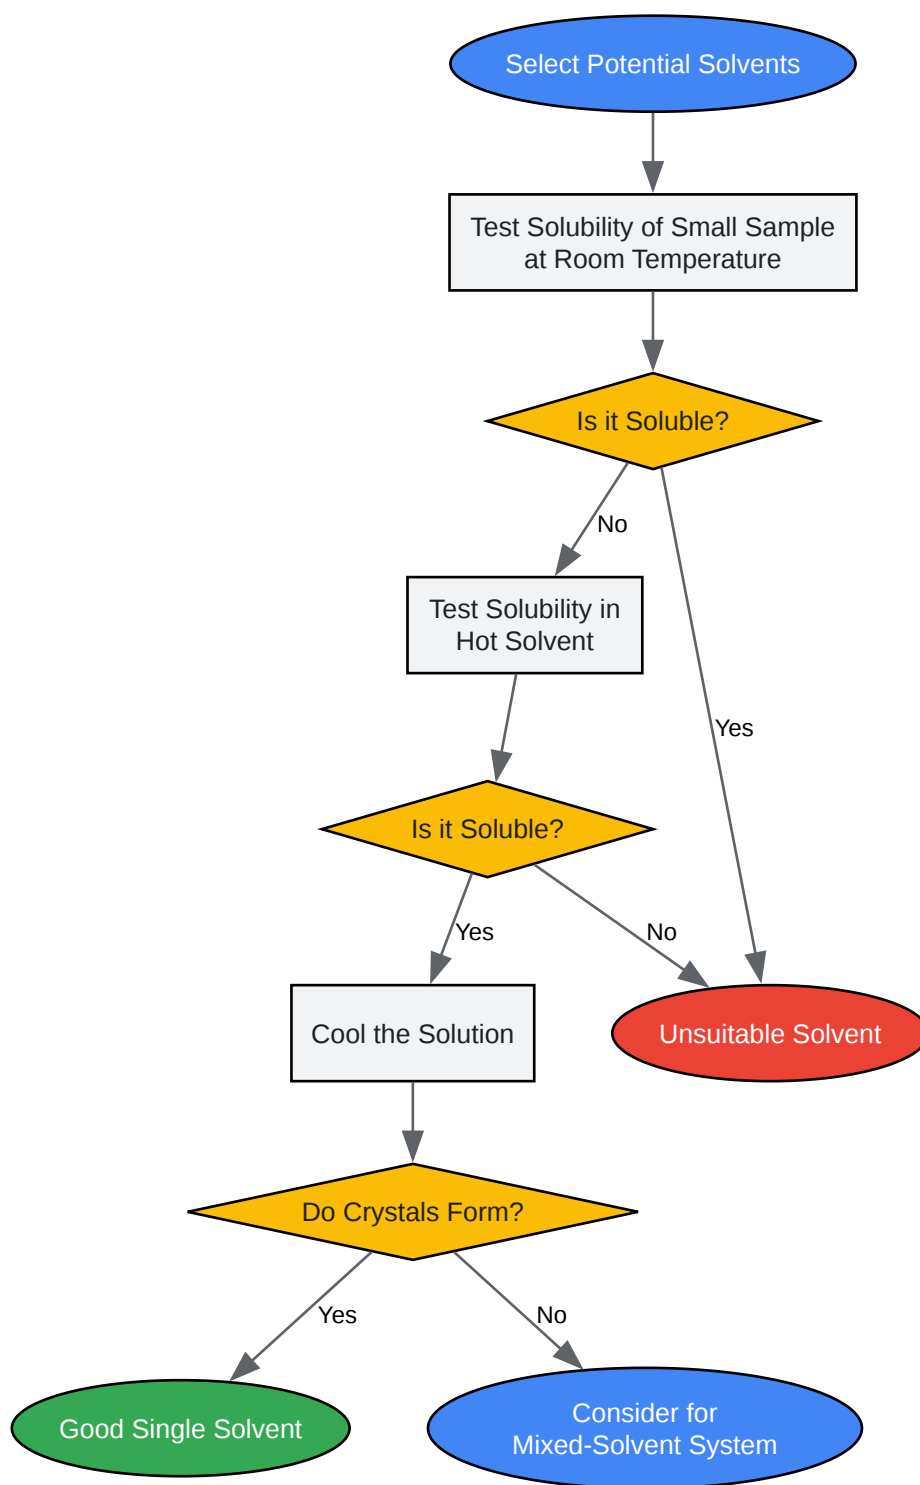 Select Potential Solvents
Test Solubility of Small Sample
at Room Temperature
Is it Soluble?
No
Test Solubility in
Hot Solvent
Yes
Is it Soluble?
Yes
No
Cool the Solution
Unsuitable Solvent
Do Crystals Form?
Yes
No
Good Single Solvent
Consider for
Mixed-Solvent System